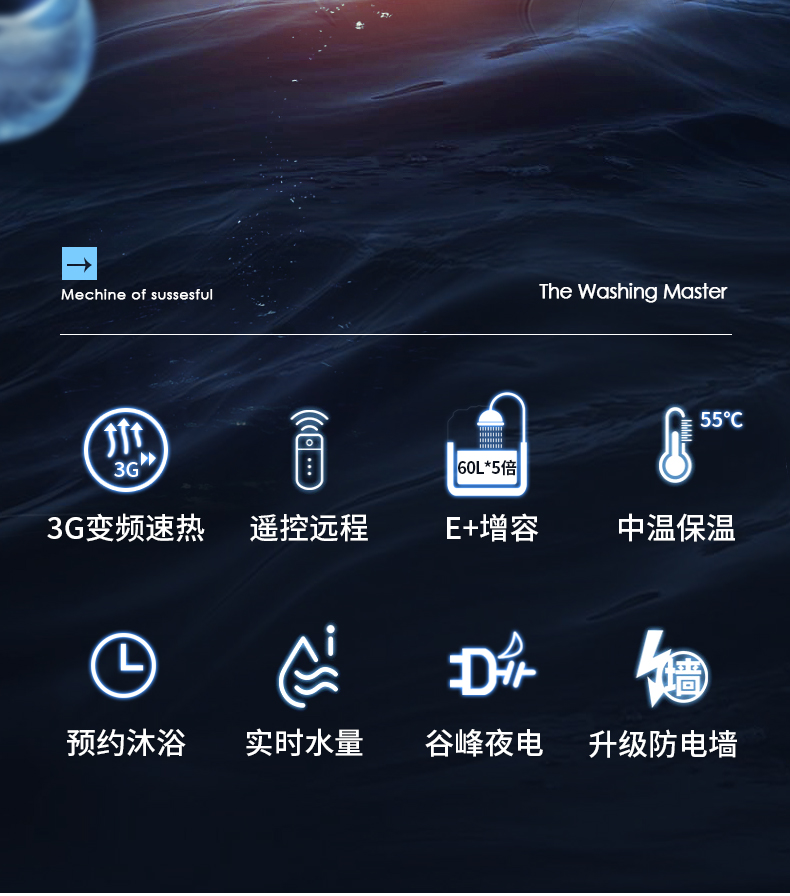 Mechine of sussesful
The Washing Master
3G
60L*5倍
55℃
3G变频速热
遥控远程
E+增容
中温保温
墙
预约沐浴
实时水量
谷峰夜电
升级防电墙